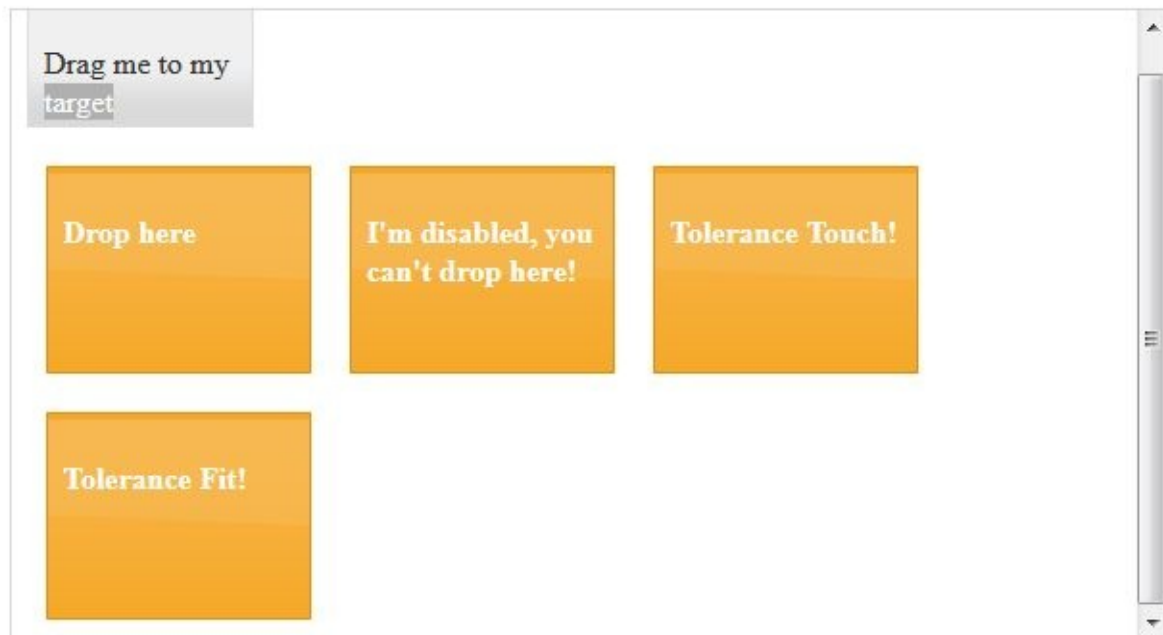 Drag me to my
target
Drop here
I'm disabled, you
can't drop here!
Tolerance Touch!
Tolerance Fit!